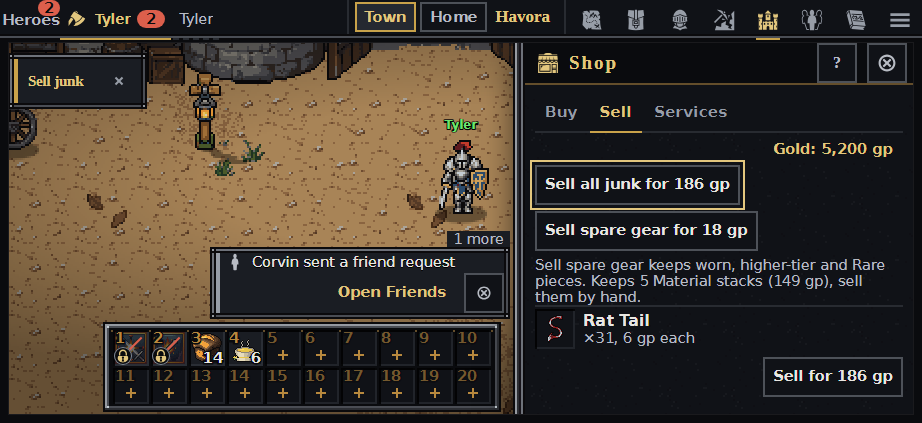 Heroes 2 Tyler 2 Tyler
Town Home Havora
Sell junk ×
Tyler
1 more
Corvin sent a friend request
Open Friends
1 2 3 4 5 6 7 8 9 10
14 6 + + + + + +
11 12 13 14 15 16 17 18 19 20
+ + + + + + + + + +
Shop ?
Buy Sell Services
Gold: 5,200 gp
Sell all junk for 186 gp
Sell spare gear for 18 gp
Sell spare gear keeps worn, higher-tier and Rare
pieces. Keeps 5 Material stacks (149 gp), sell
them by hand.
Rat Tail
×31, 6 gp each
Sell for 186 gp